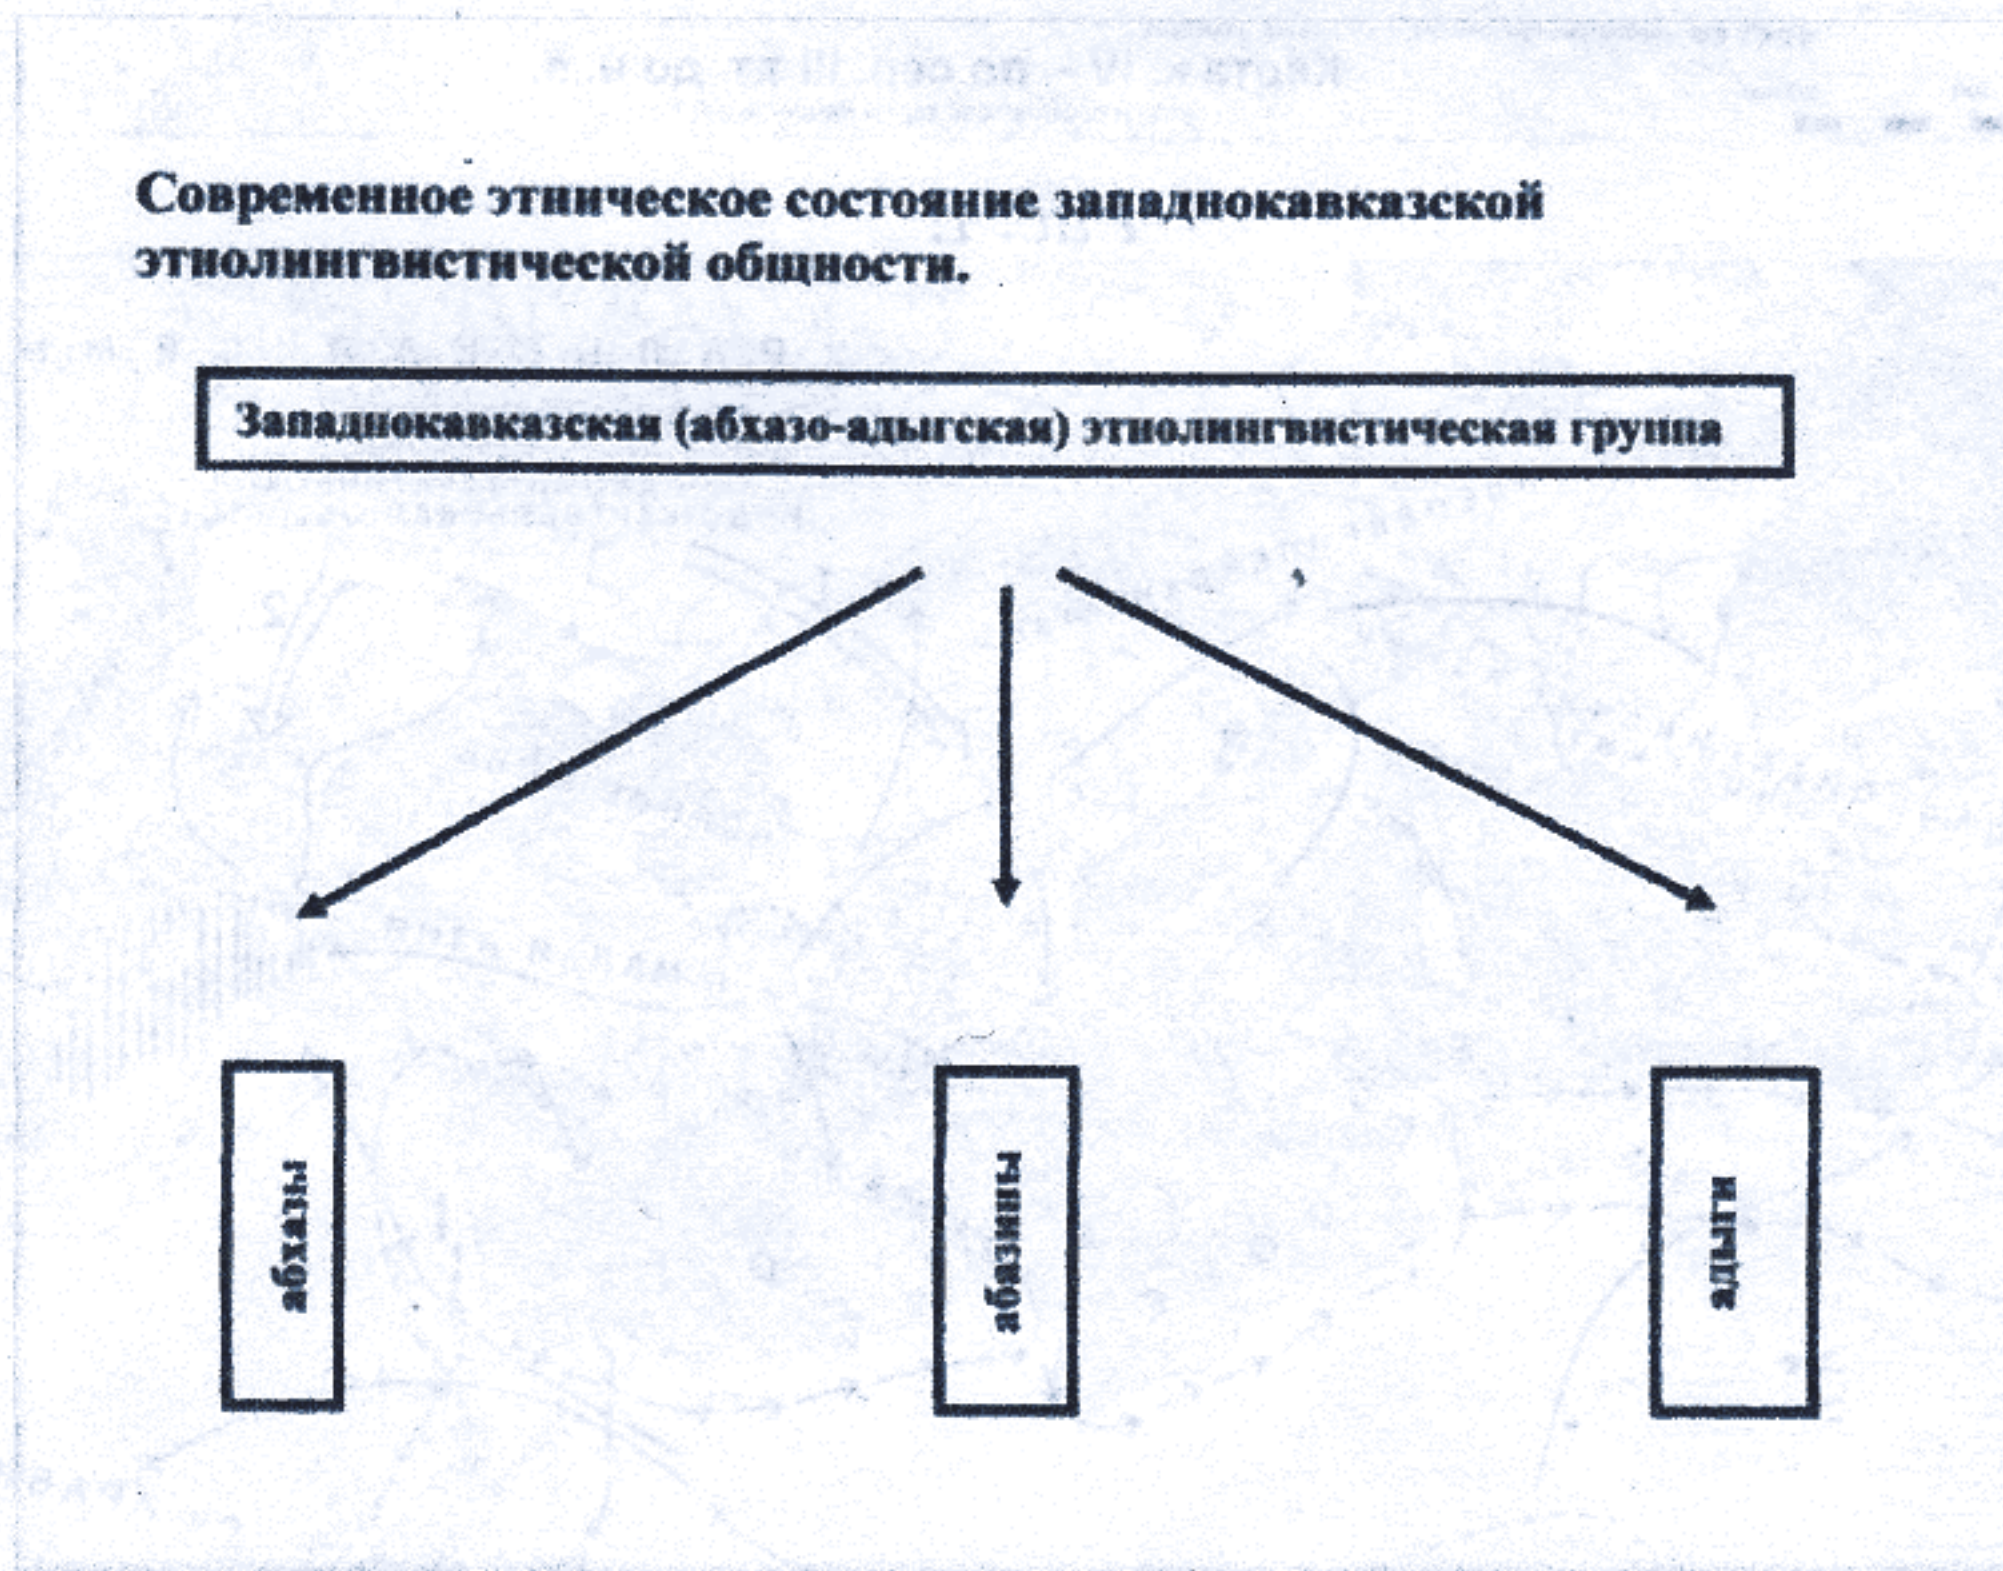 Современное этническое состояние западнокавказской
этнолингвистической общности.
Западнокавказская (абхазо-адыгская) этнолингвистическая группа
абхазы
абазины
адыги